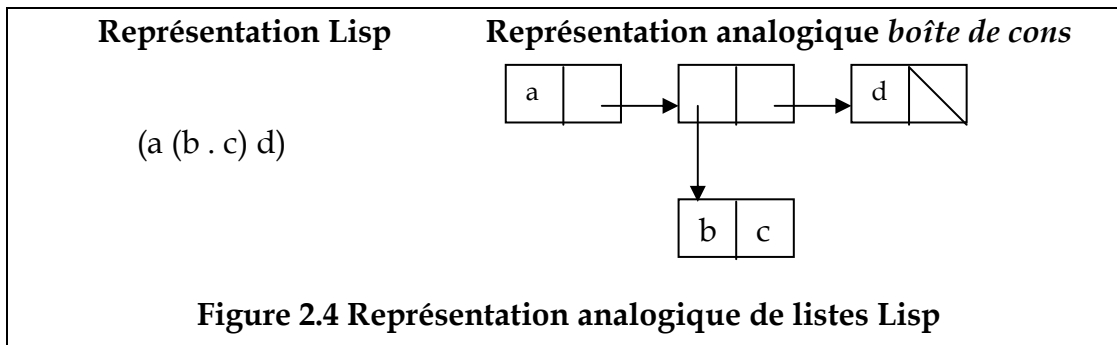 Représentation Lisp
Représentation analogique boîte de cons
a
d
(a (b . c) d)
b
c
Figure 2.4 Représentation analogique de listes Lisp